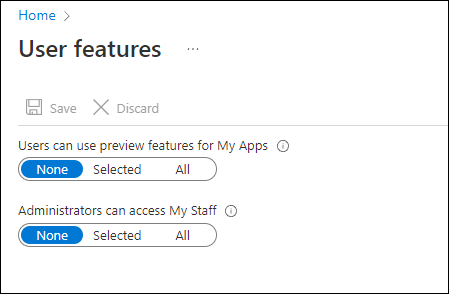 Home >
User features ...
Save Discard
Users can use preview features for My Apps
None Selected All
Administrators can access My Staff
None Selected All